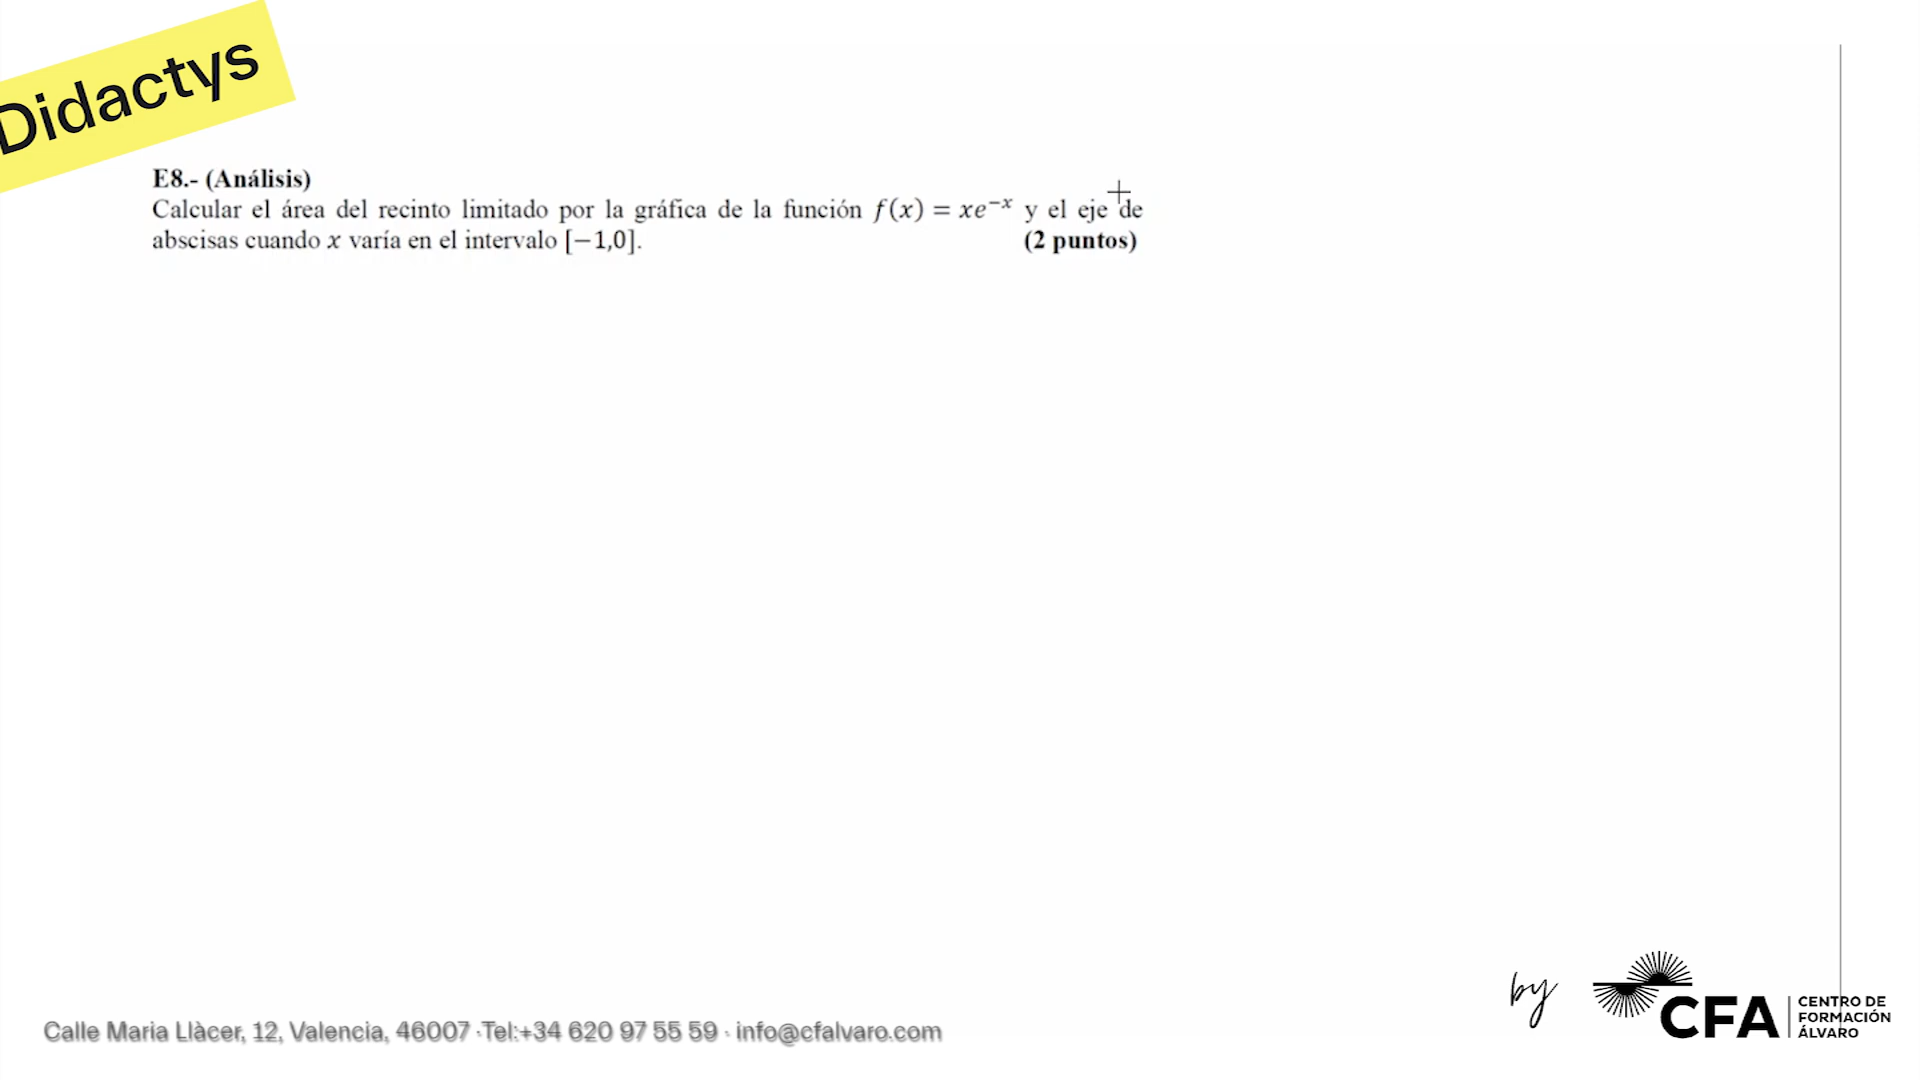 Didactys
E8.- (Análisis)
Calcular el área del recinto limitado por la gráfica de la función f(x) = xe⁻ˣ y el eje de
abscisas cuando x varía en el intervalo [−1,0].
(2 puntos)
by
CFA
CENTRO DE
FORMACIÓN
ÁLVARO
Calle Maria Llàcer, 12, Valencia, 46007 · Tel:+34 620 97 55 59 · info@cfalvaro.com